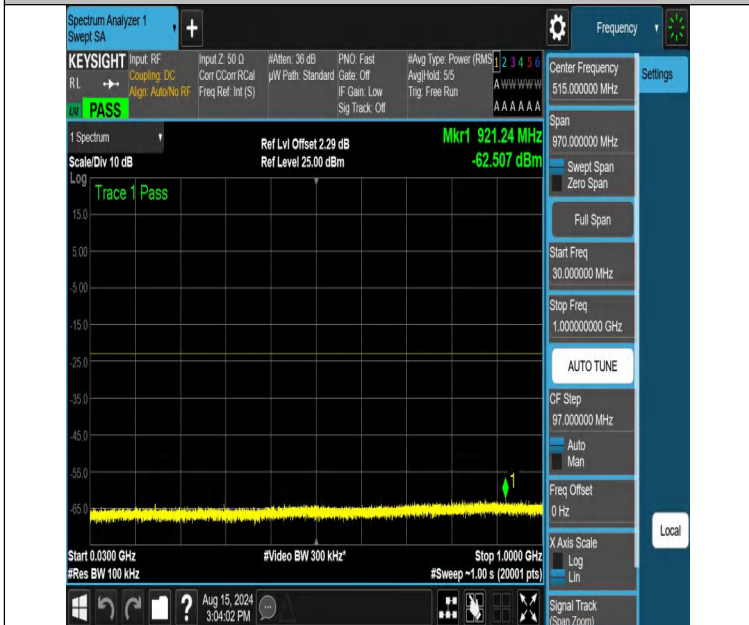 Spectrum Analyzer 1
Swept SA
+
Frequency
KEYSIGHT
RL
PASS
Input: RF
Coupling: DC
Align: Auto/No RF
Input Z: 50 Ω
Corr CCorr RCal
Freq Ref: Int (S)
#Atten: 36 dB
µW Path: Standard
PNO: Fast
Gate: Off
IF Gain: Low
Sig Track: Off
#Avg Type: Power (RMS
Avg|Hold: 5/5
Trig: Free Run
1 2 3 4 5 6
A W W W W W
A A A A A A
1 Spectrum
Scale/Div 10 dB
Ref Lvl Offset 2.29 dB
Ref Level 25.00 dBm
Mkr1 921.24 MHz
-62.507 dBm
Log
Trace 1 Pass
15.0
5.00
-5.00
-15.0
-25.0
-35.0
-45.0
-55.0
-65.0
1
Start 0.0300 GHz
#Res BW 100 kHz
#Video BW 300 kHz*
Stop 1.0000 GHz
#Sweep ~1.00 s (20001 pts)
Center Frequency
515.000000 MHz
Settings
Span
970.000000 MHz
Swept Span
Zero Span
Full Span
Start Freq
30.000000 MHz
Stop Freq
1.000000000 GHz
AUTO TUNE
CF Step
97.000000 MHz
Auto
Man
Freq Offset
0 Hz
X Axis Scale
Log
Lin
Local
Signal Track
(Span Zoom)
?
Aug 15, 2024
3:04:02 PM